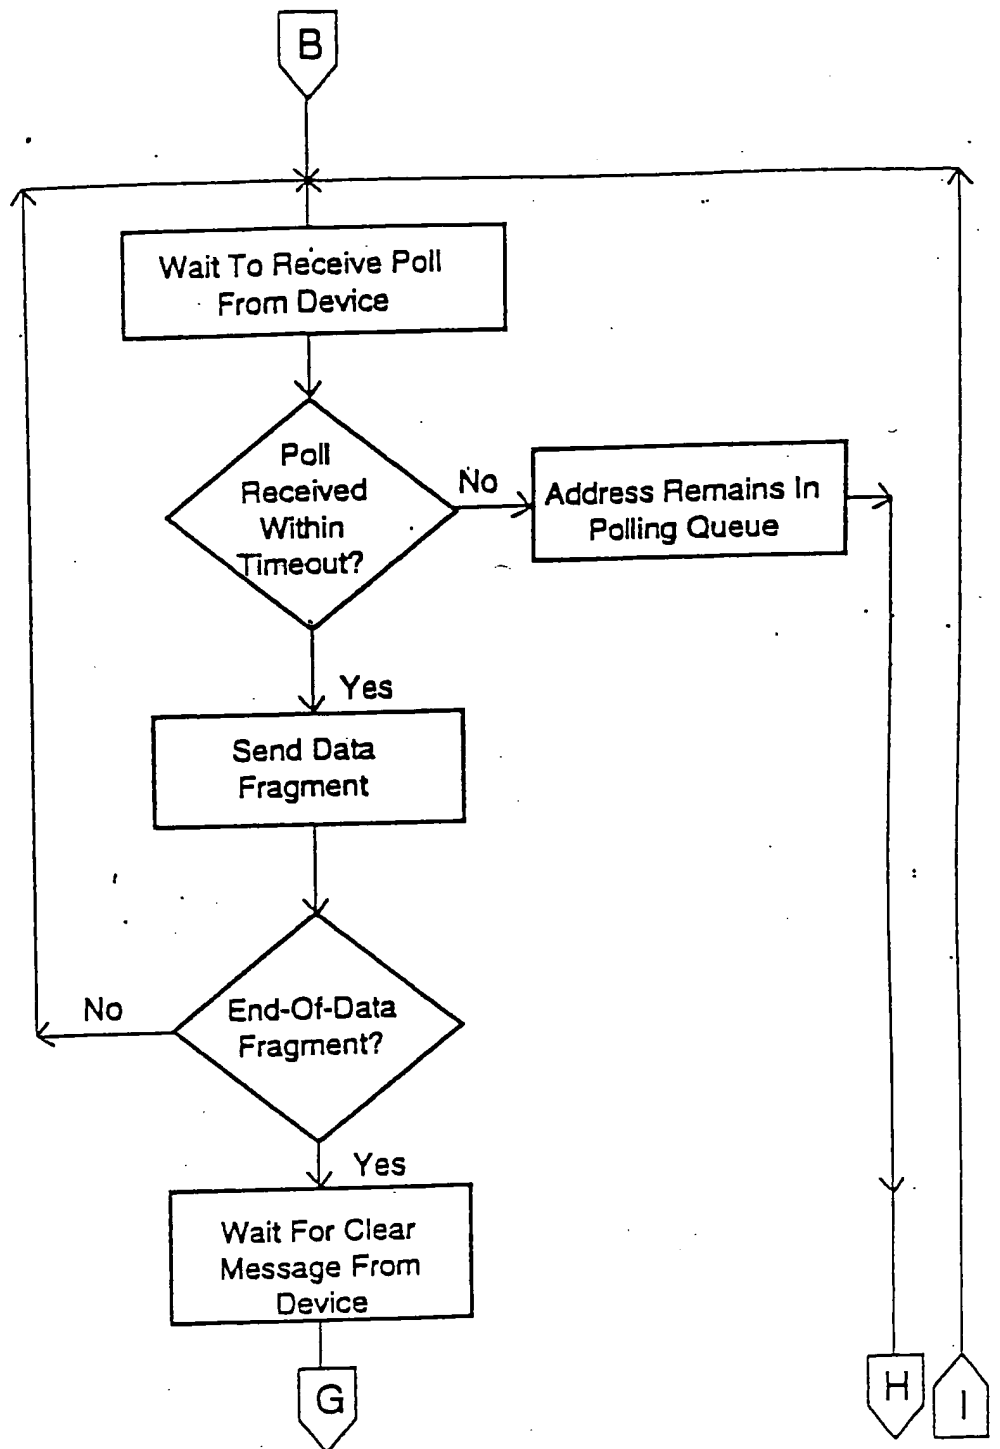 B
Wait To Receive Poll
From Device
Poll
Received
Within
Timeout?
No
Address Remains In
Polling Queue
Yes
Send Data
Fragment
No
End-Of-Data
Fragment?
Yes
Wait For Clear
Message From
Device
G
H
I